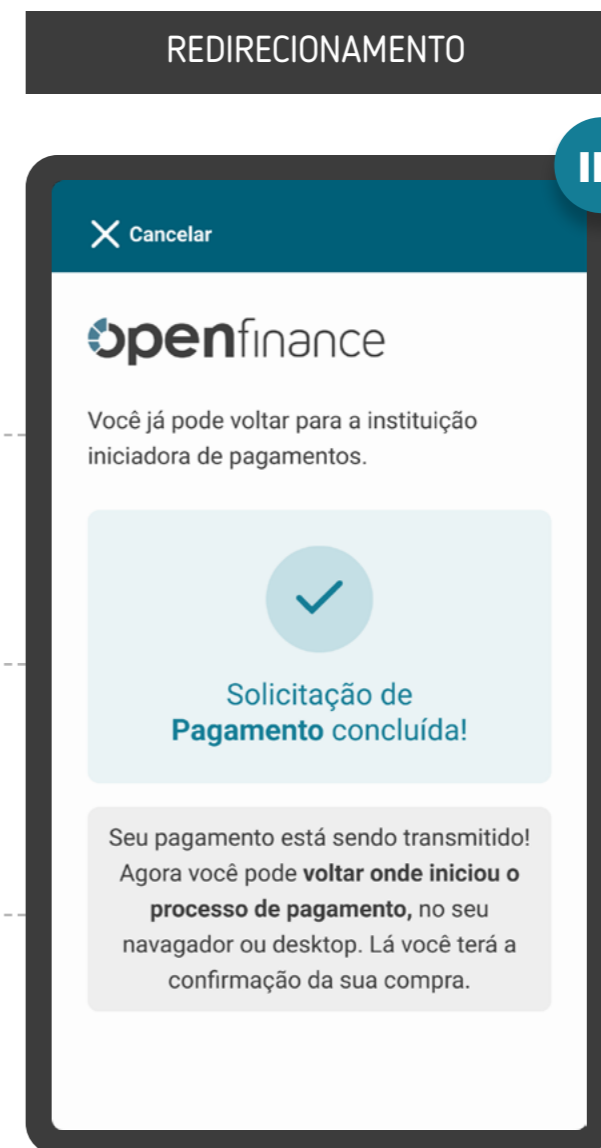 REDIRECIONAMENTO
Cancelar
openfinance
Você já pode voltar para a instituição
iniciadora de pagamentos.
Solicitação de
Pagamento concluída!
Seu pagamento está sendo transmitido!
Agora você pode voltar onde iniciou o
processo de pagamento, no seu
navagador ou desktop. Lá você terá a
confirmação da sua compra.